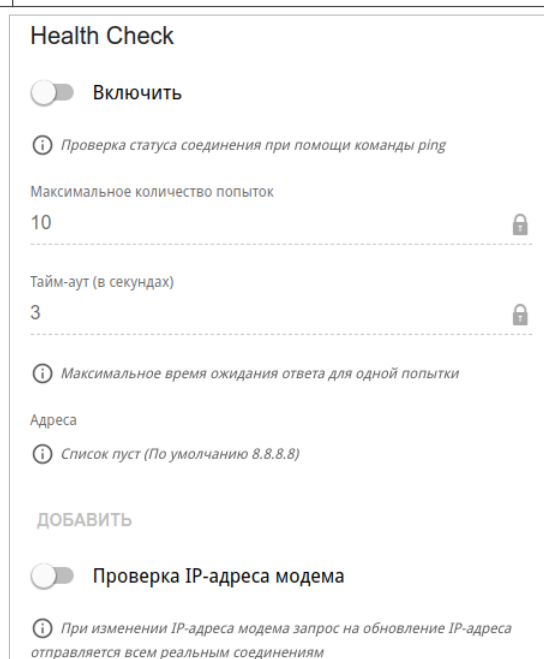 Health Check
Включить
Проверка статуса соединения при помощи команды ping
Максимальное количество попыток
10
Тайм-аут (в секундах)
3
Максимальное время ожидания ответа для одной попытки
Адреса
Список пуст (По умолчанию 8.8.8.8)
ДОБАВИТЬ
Проверка IP-адреса модема
При изменении IP-адреса модема запрос на обновление IP-адреса
отправляется всем реальным соединениям